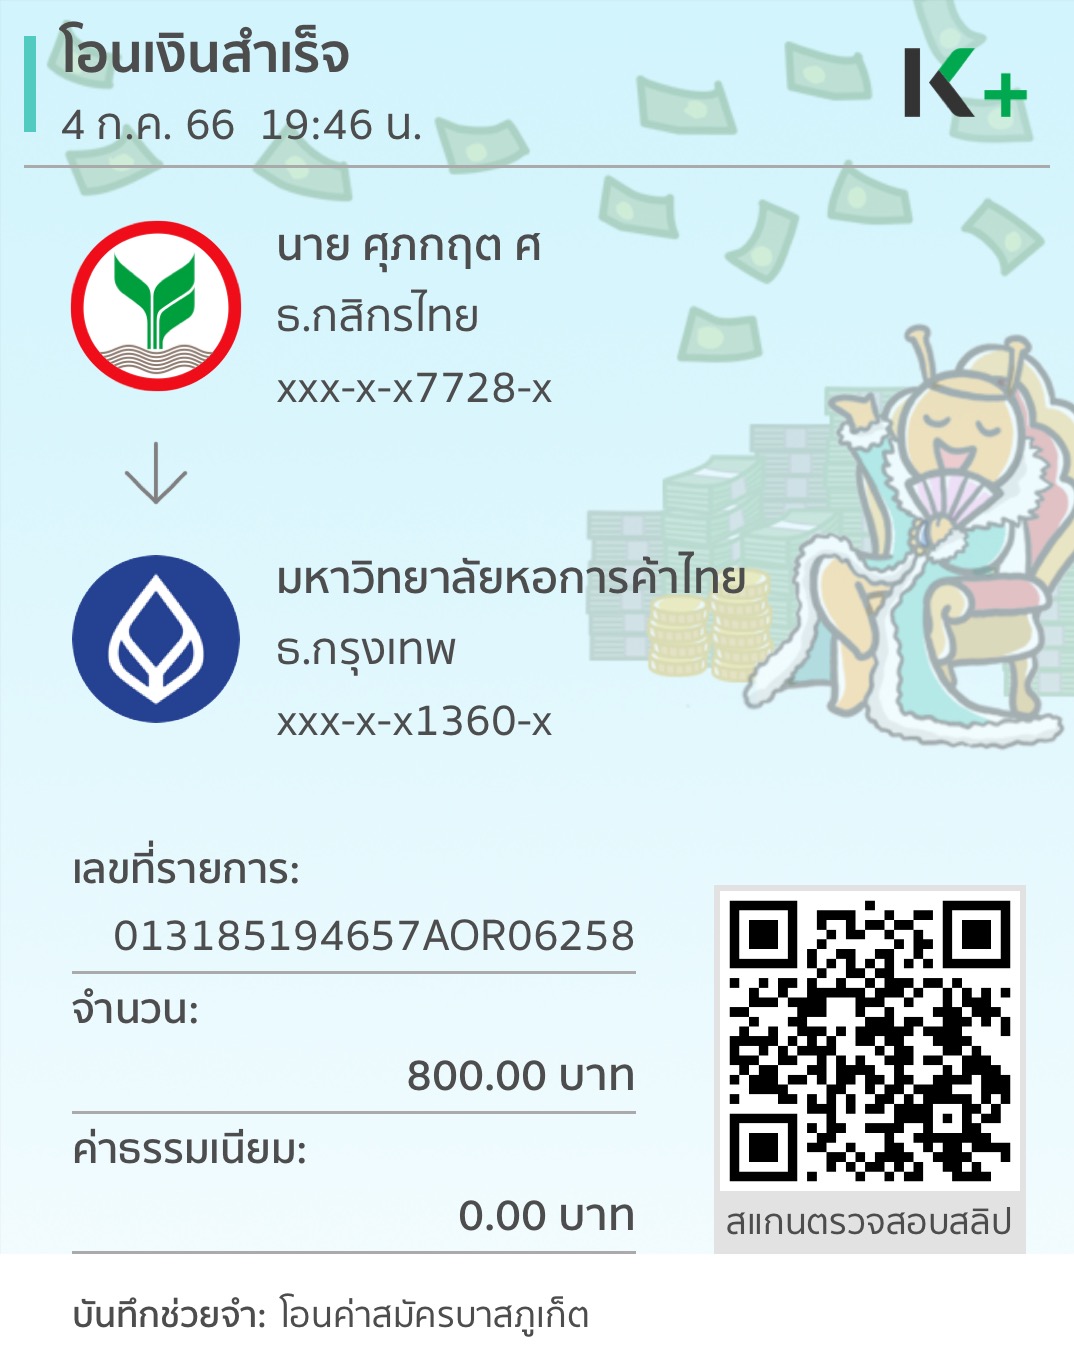 โอนเงินสำเร็จ
4 ก.ค. 66 19:46 น.
K+
นาย ศุภกฤต ศ
ธ.กสิกรไทย
xxx-x-x7728-x
มหาวิทยาลัยหอการค้าไทย
ธ.กรุงเทพ
xxx-x-x1360-x
เลขที่รายการ:
013185194657AOR06258
จำนวน:
800.00 บาท
ค่าธรรมเนียม:
0.00 บาท
สแกนตรวจสอบสลิป
บันทึกช่วยจำ: โอนค่าสมัครบาสภูเก็ต